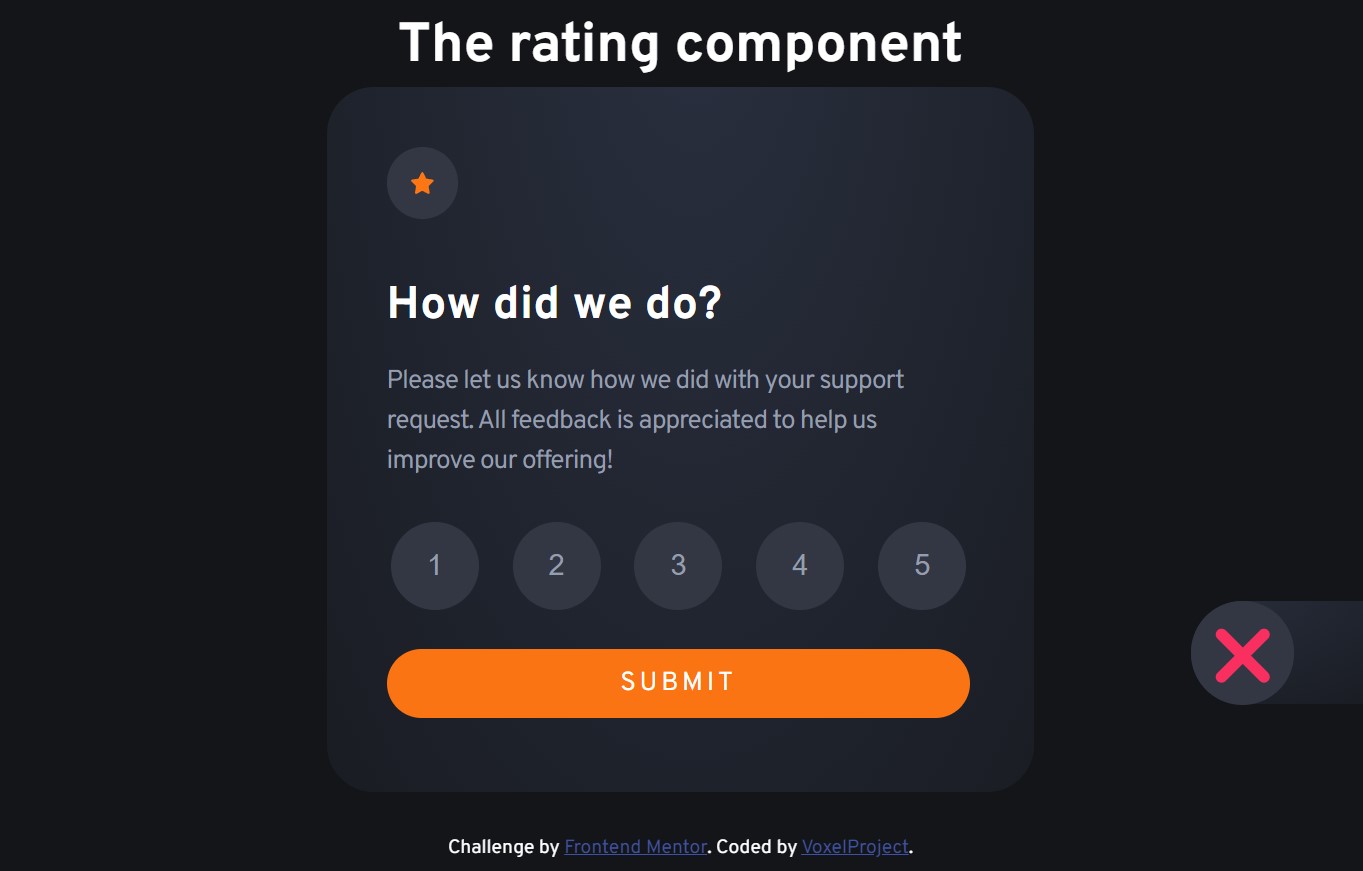 The rating component
How did we do?
Please let us know how we did with your support
request. All feedback is appreciated to help us
improve our offering!
1 2 3 4 5
SUBMIT
Challenge by Frontend Mentor. Coded by VoxelProject.